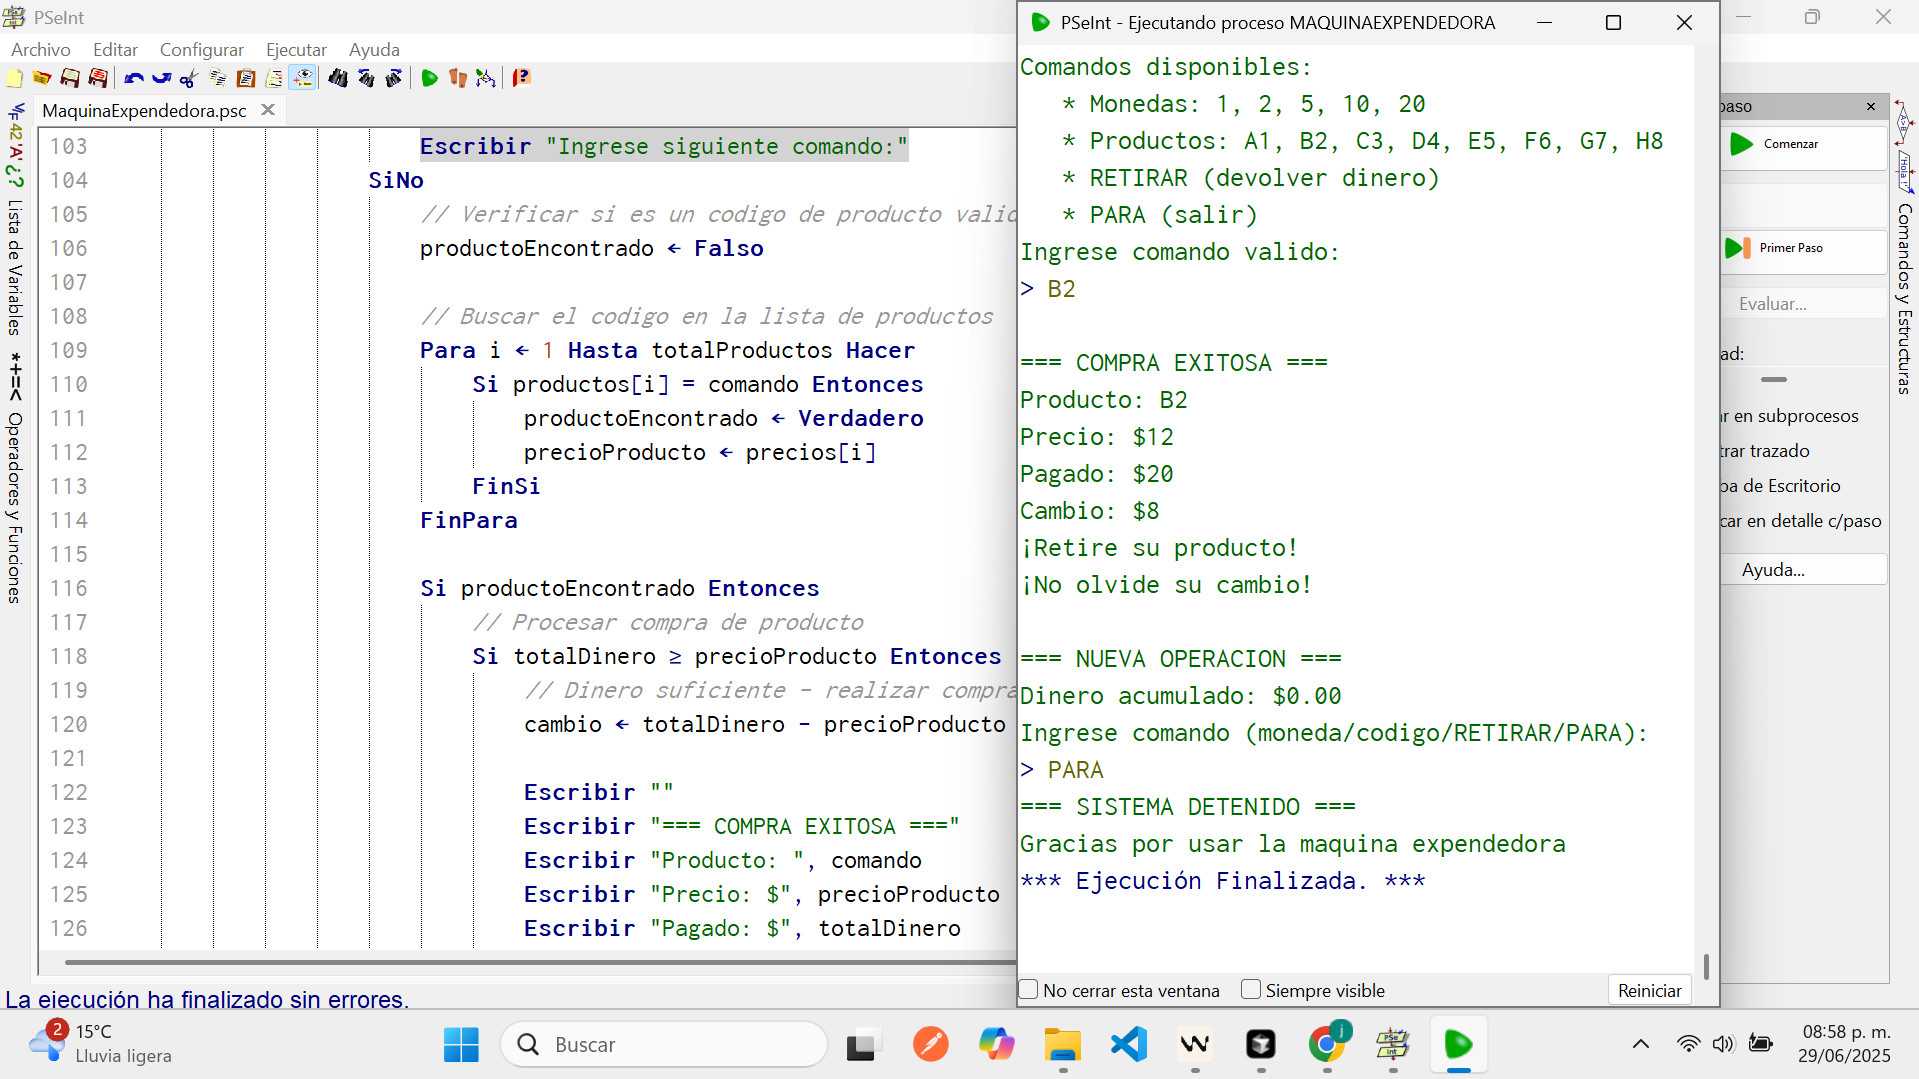 PSeInt
Archivo Editar Configurar Ejecutar Ayuda
MaquinaExpendedora.psc
103 Escribir "Ingrese siguiente comando:"
104 SiNo
105 // Verificar si es un codigo de producto valid
106 productoEncontrado ← Falso
107
108 // Buscar el codigo en la lista de productos
109 Para i ← 1 Hasta totalProductos Hacer
110 Si productos[i] = comando Entonces
111 productoEncontrado ← Verdadero
112 precioProducto ← precios[i]
113 FinSi
114 FinPara
115
116 Si productoEncontrado Entonces
117 // Procesar compra de producto
118 Si totalDinero ≥ precioProducto Entonces
119 // Dinero suficiente - realizar compra
120 cambio ← totalDinero - precioProducto
121
122 Escribir ""
123 Escribir "=== COMPRA EXITOSA ==="
124 Escribir "Producto: ", comando
125 Escribir "Precio: $", precioProducto
126 Escribir "Pagado: $", totalDinero
Lista de Variables
*+=< Operadores y Funciones
La ejecución ha finalizado sin errores.
PSeInt - Ejecutando proceso MAQUINAEXPENDEDORA
Comandos disponibles:
* Monedas: 1, 2, 5, 10, 20
* Productos: A1, B2, C3, D4, E5, F6, G7, H8
* RETIRAR (devolver dinero)
* PARA (salir)
Ingrese comando valido:
> B2
=== COMPRA EXITOSA ===
Producto: B2
Precio: $12
Pagado: $20
Cambio: $8
¡Retire su producto!
¡No olvide su cambio!
=== NUEVA OPERACION ===
Dinero acumulado: $0.00
Ingrese comando (moneda/codigo/RETIRAR/PARA):
> PARA
=== SISTEMA DETENIDO ===
Gracias por usar la maquina expendedora
*** Ejecución Finalizada. ***
No cerrar esta ventana
Siempre visible
Reiniciar
paso
Comenzar
Primer Paso
Evaluar...
ad:
ar en subprocesos
trar trazado
ba de Escritorio
car en detalle c/paso
Ayuda...
Comandos y Estructuras
2
15°C
Lluvia ligera
Buscar
08:58 p. m.
29/06/2025